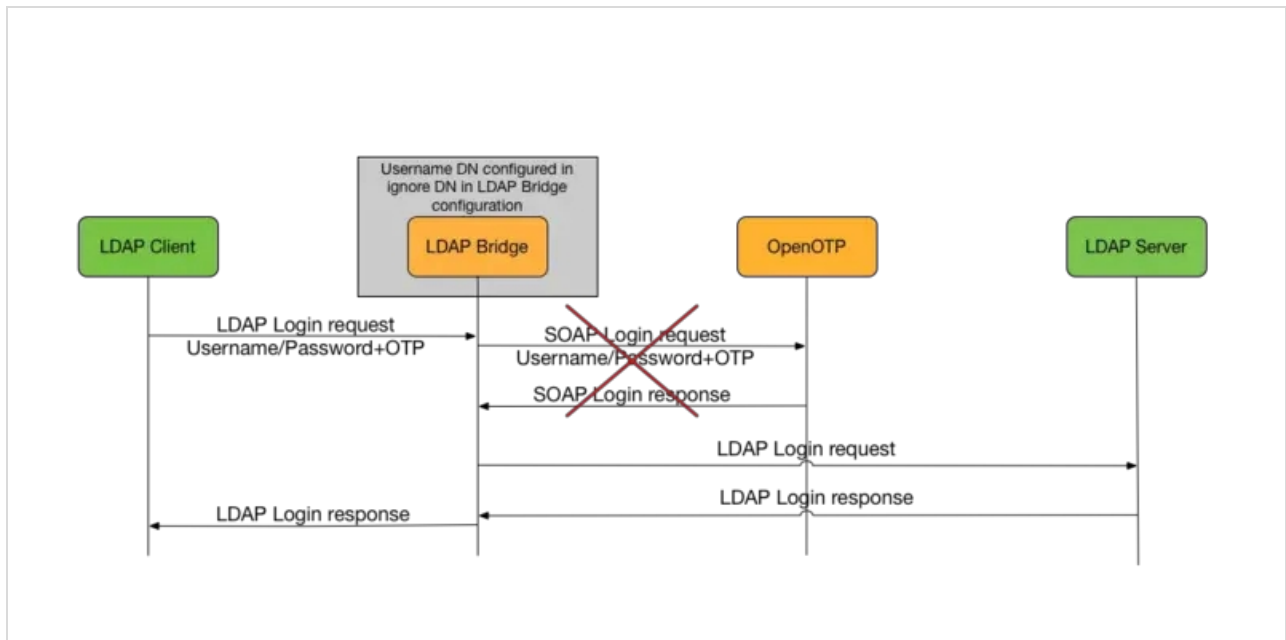 Username DN configured in
ignore DN in LDAP Bridge
configuration
LDAP Client
LDAP Bridge
OpenOTP
LDAP Server
LDAP Login request
Username/Password+OTP
SOAP Login request
Username/Password+OTP
SOAP Login response
LDAP Login request
LDAP Login response
LDAP Login response